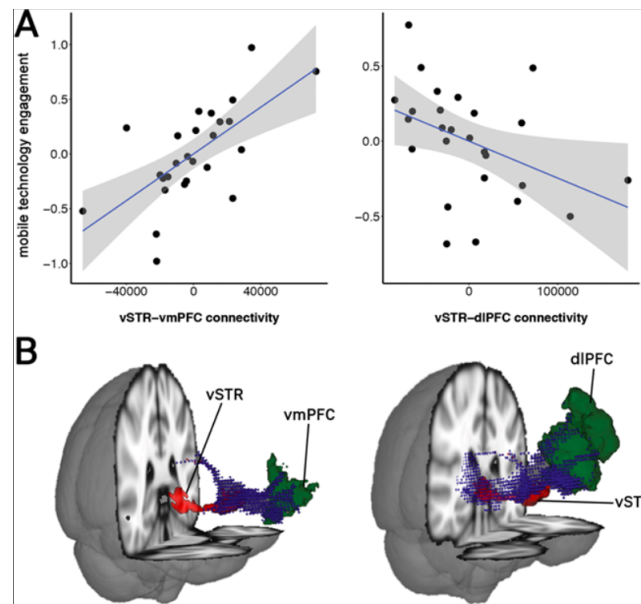 A
mobile technology engagement
1.0
0.5
0.0
−0.5
−1.0
−40000 0 40000
vSTR−vmPFC connectivity
0.5
0.0
−0.5
0 100000
vSTR−dlPFC connectivity
B
vSTR
vmPFC
dlPFC
vST